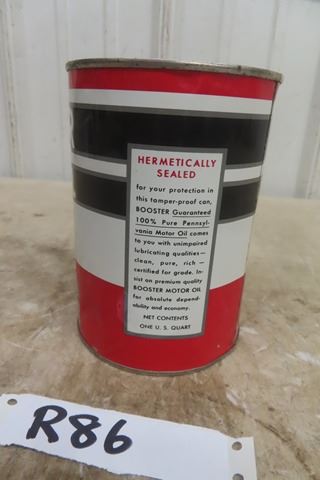 HERMETICALLY
SEALED
for your protection in
this tamper-proof can,
BOOSTER Guaranteed
100% Pure Pennsyl-
vania Motor Oil comes
to you with unimpaired
lubricating qualities—
clean, pure, rich —
certified for grade. In-
sist on premium quality
BOOSTER MOTOR OIL
for absolute depend-
ability and economy.
NET CONTENTS
ONE U. S. QUART
R86